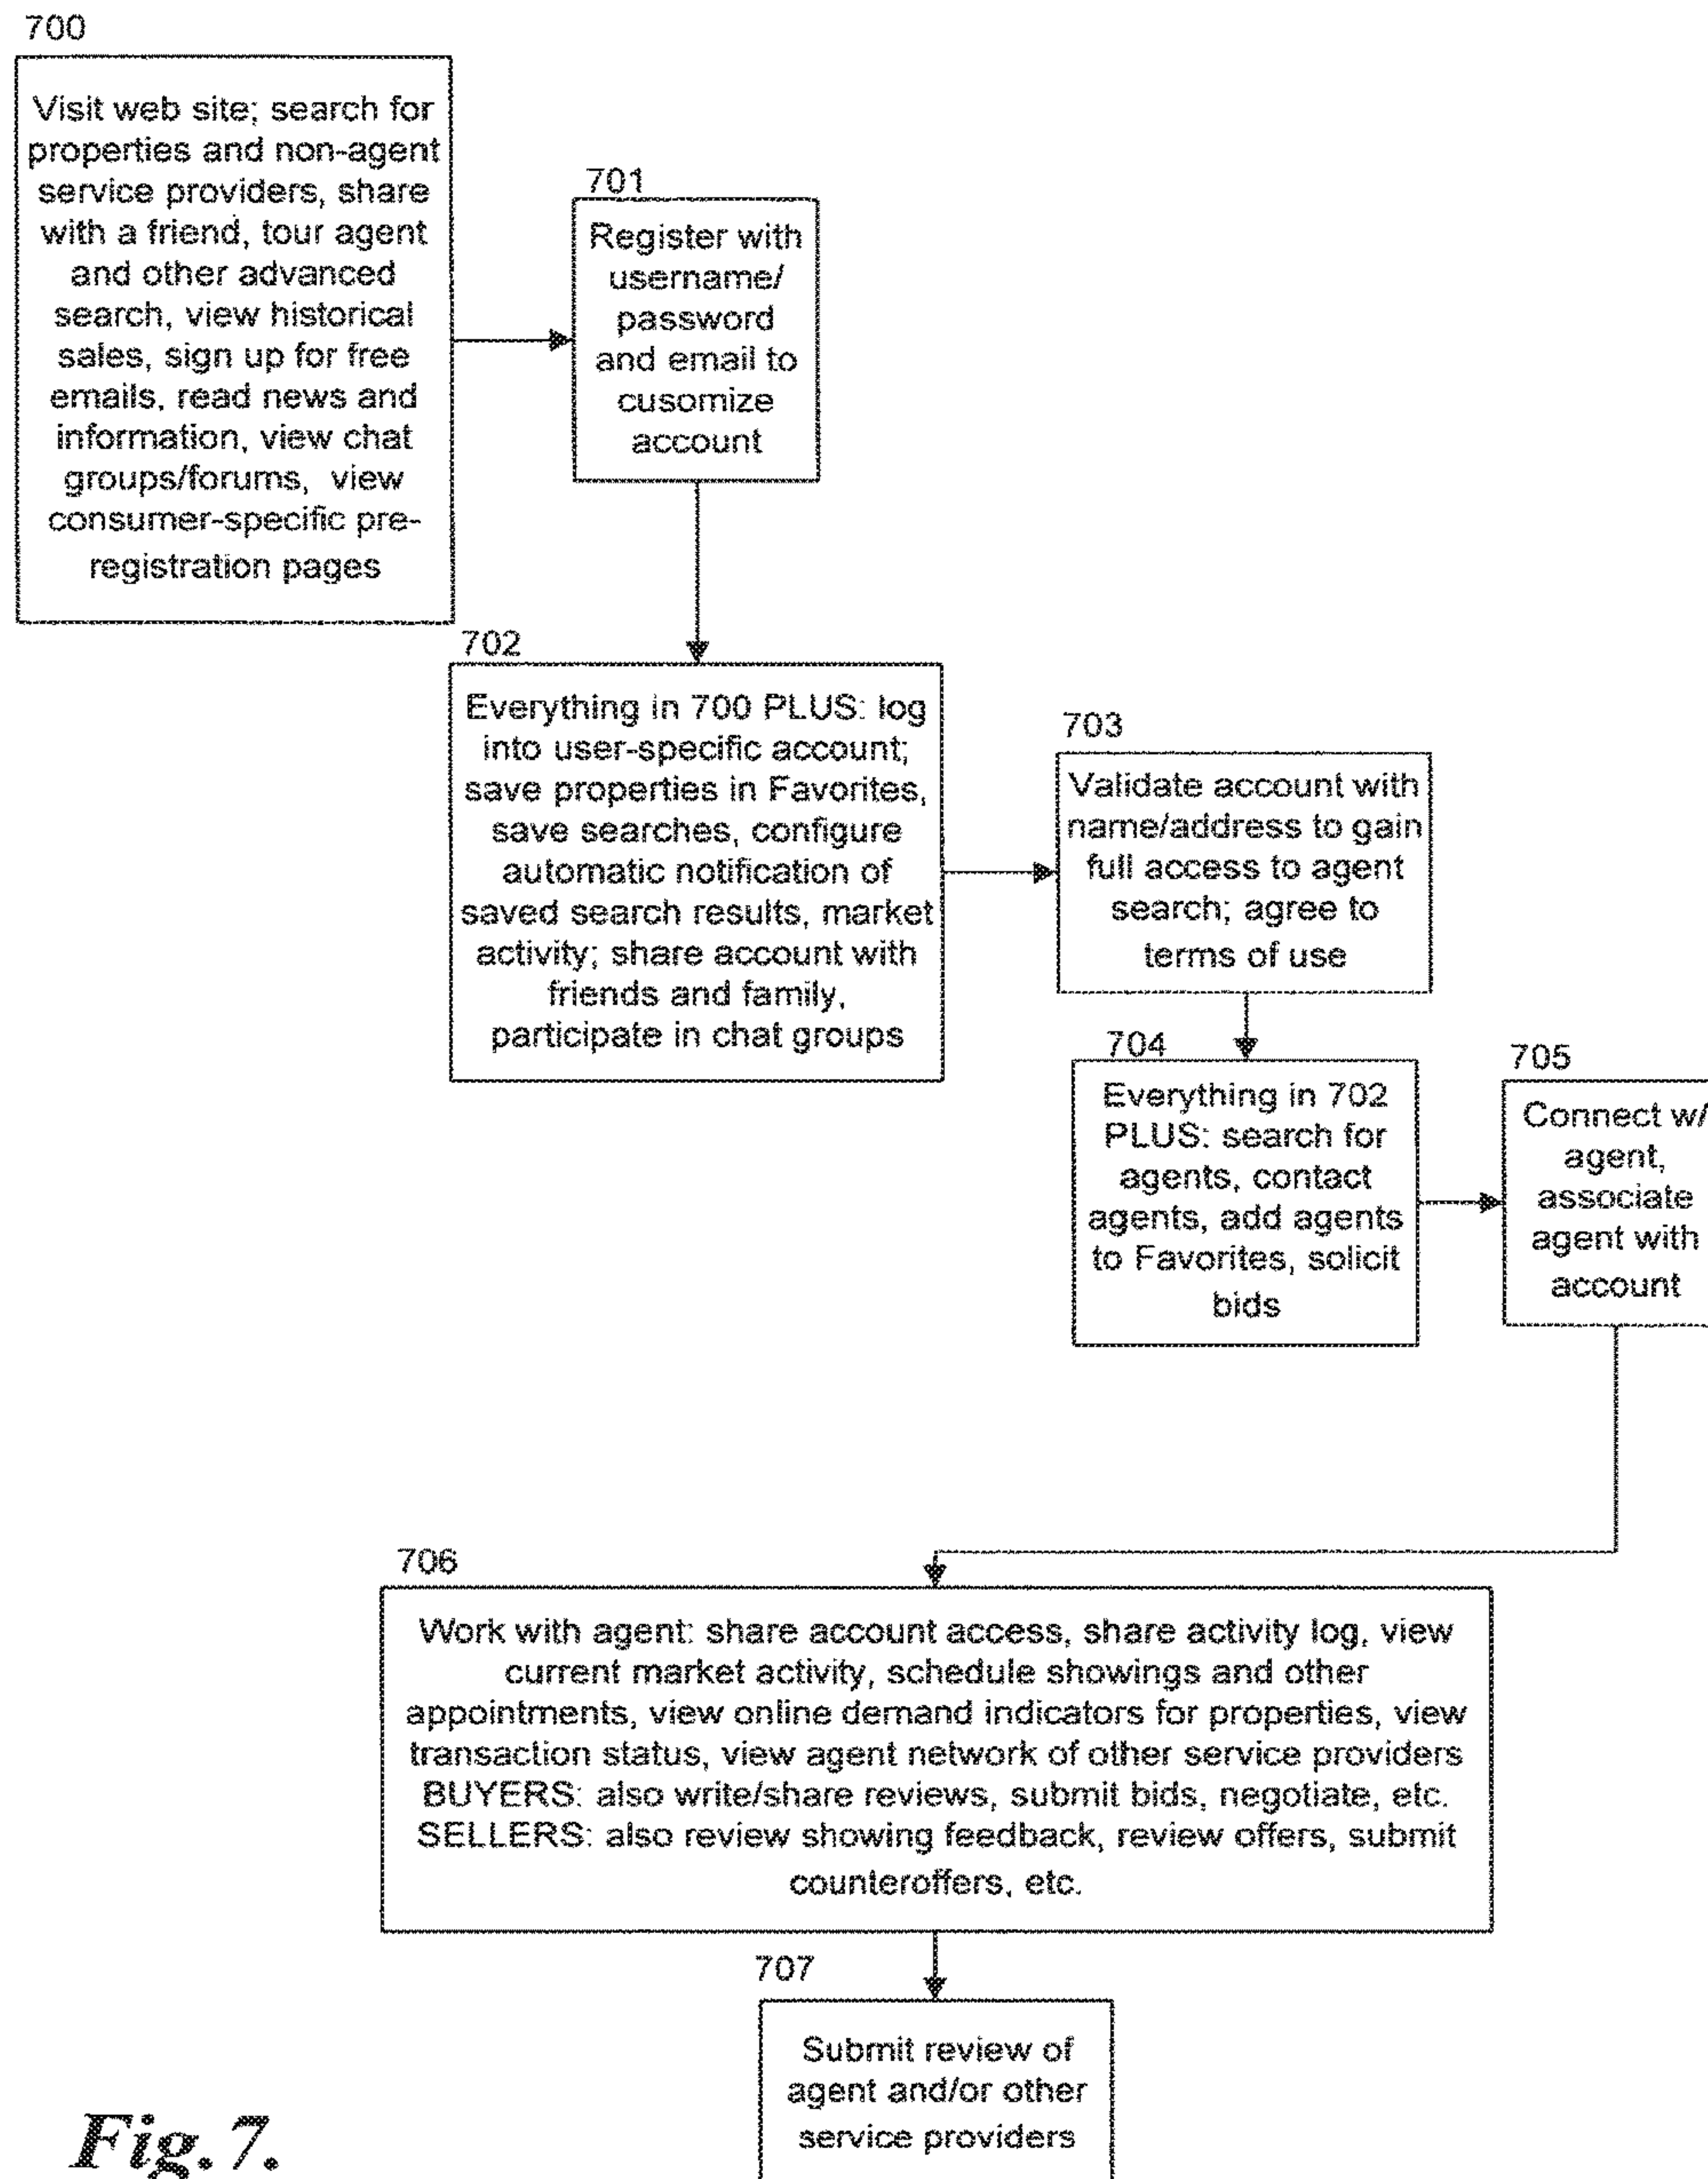 700
Visit web site; search for
properties and non-agent
service providers, share
with a friend, tour agent
and other advanced
search, view historical
sales, sign up for free
emails, read news and
information, view chat
groups/forums, view
consumer-specific pre-
registration pages
701
Register with
username/
password
and email to
cusomize
account
702
Everything in 700 PLUS: log
into user-specific account;
save properties in Favorites,
save searches, configure
automatic notification of
saved search results, market
activity; share account with
friends and family,
participate in chat groups
703
Validate account with
name/address to gain
full access to agent
search; agree to
terms of use
704
Everything in 702
PLUS: search for
agents, contact
agents, add agents
to Favorites, solicit
bids
705
Connect w/
agent,
associate
agent with
account
706
Work with agent: share account access, share activity log, view
current market activity, schedule showings and other
appointments, view online demand indicators for properties, view
transaction status, view agent network of other service providers
BUYERS: also write/share reviews, submit bids, negotiate, etc.
SELLERS: also review showing feedback, review offers, submit
counteroffers, etc.
707
Submit review of
agent and/or other
service providers
Fig. 7.